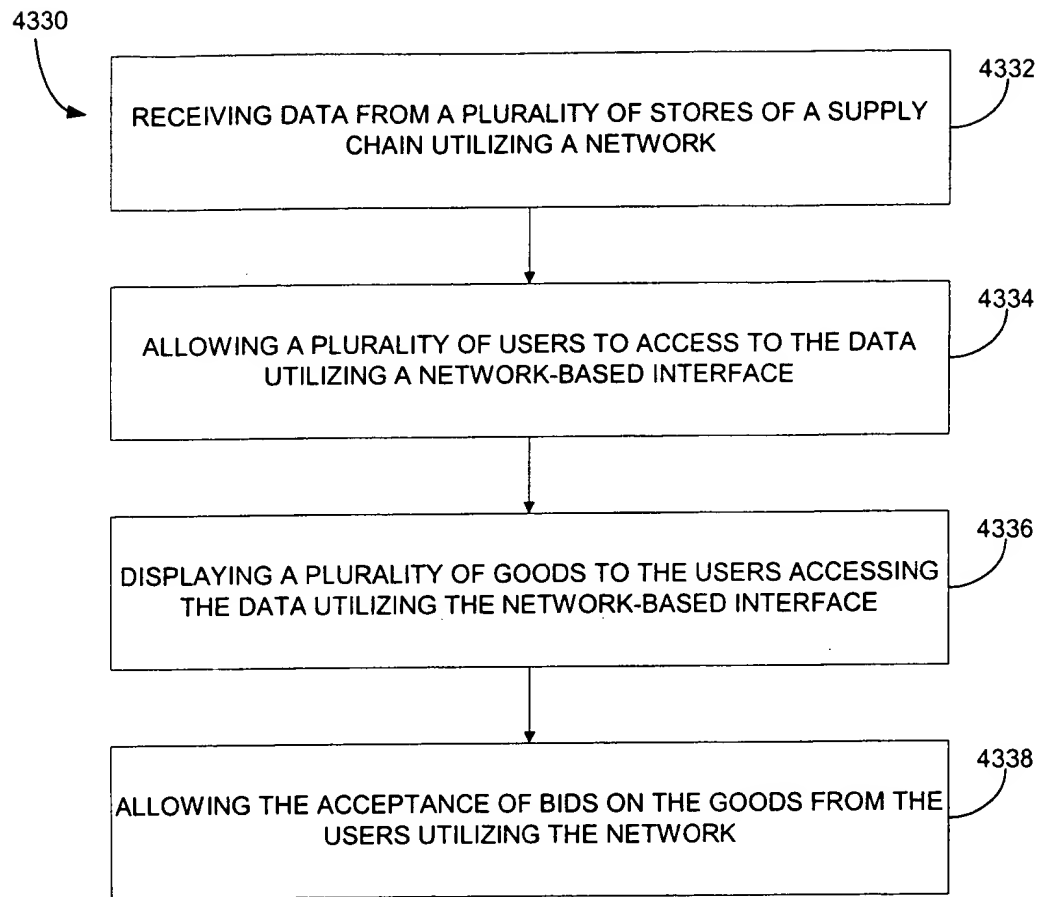 4330
4332
RECEIVING DATA FROM A PLURALITY OF STORES OF A SUPPLY
CHAIN UTILIZING A NETWORK
4334
ALLOWING A PLURALITY OF USERS TO ACCESS TO THE DATA
UTILIZING A NETWORK-BASED INTERFACE
4336
DISPLAYING A PLURALITY OF GOODS TO THE USERS ACCESSING
THE DATA UTILIZING THE NETWORK-BASED INTERFACE
4338
ALLOWING THE ACCEPTANCE OF BIDS ON THE GOODS FROM THE
USERS UTILIZING THE NETWORK